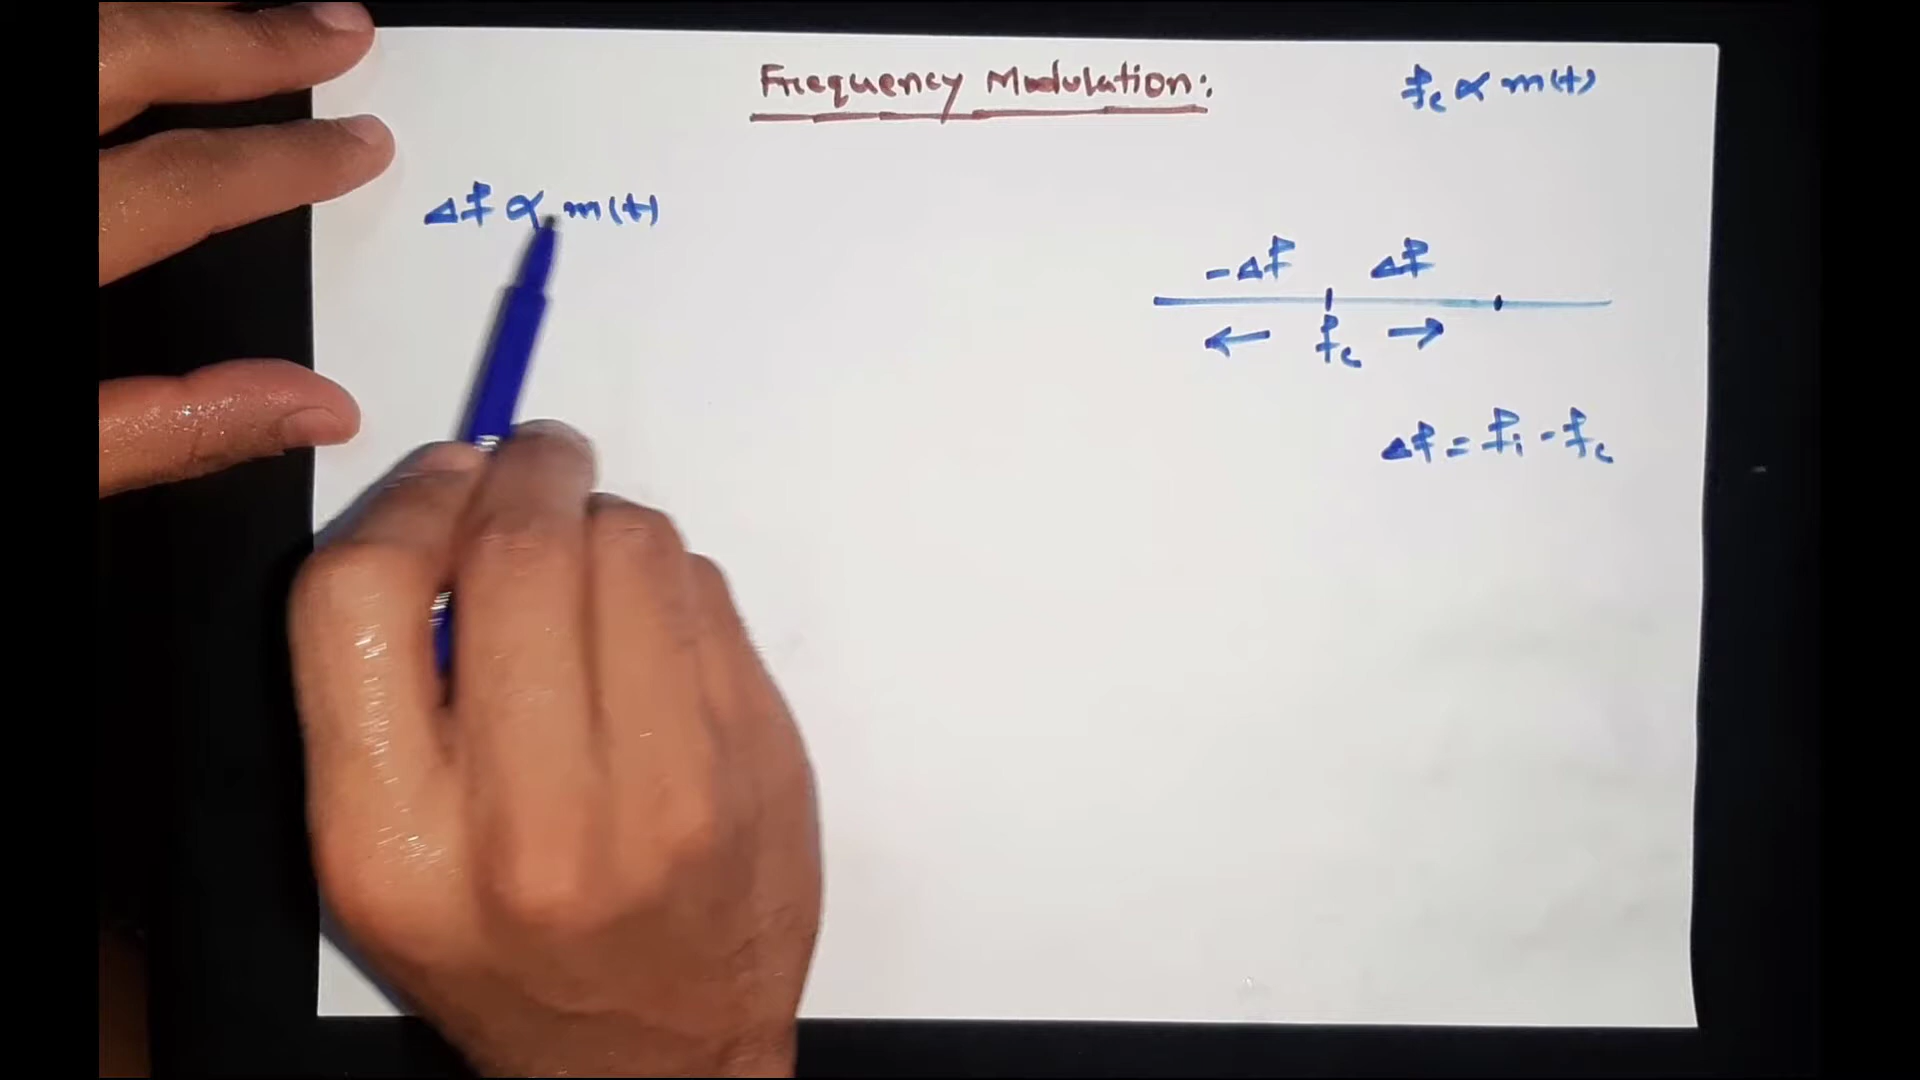 Frequency Modulation:
fc ∝ m(t)
Δf ∝ m(t)
-Δf Δf
← fc →
Δf = fi - fc